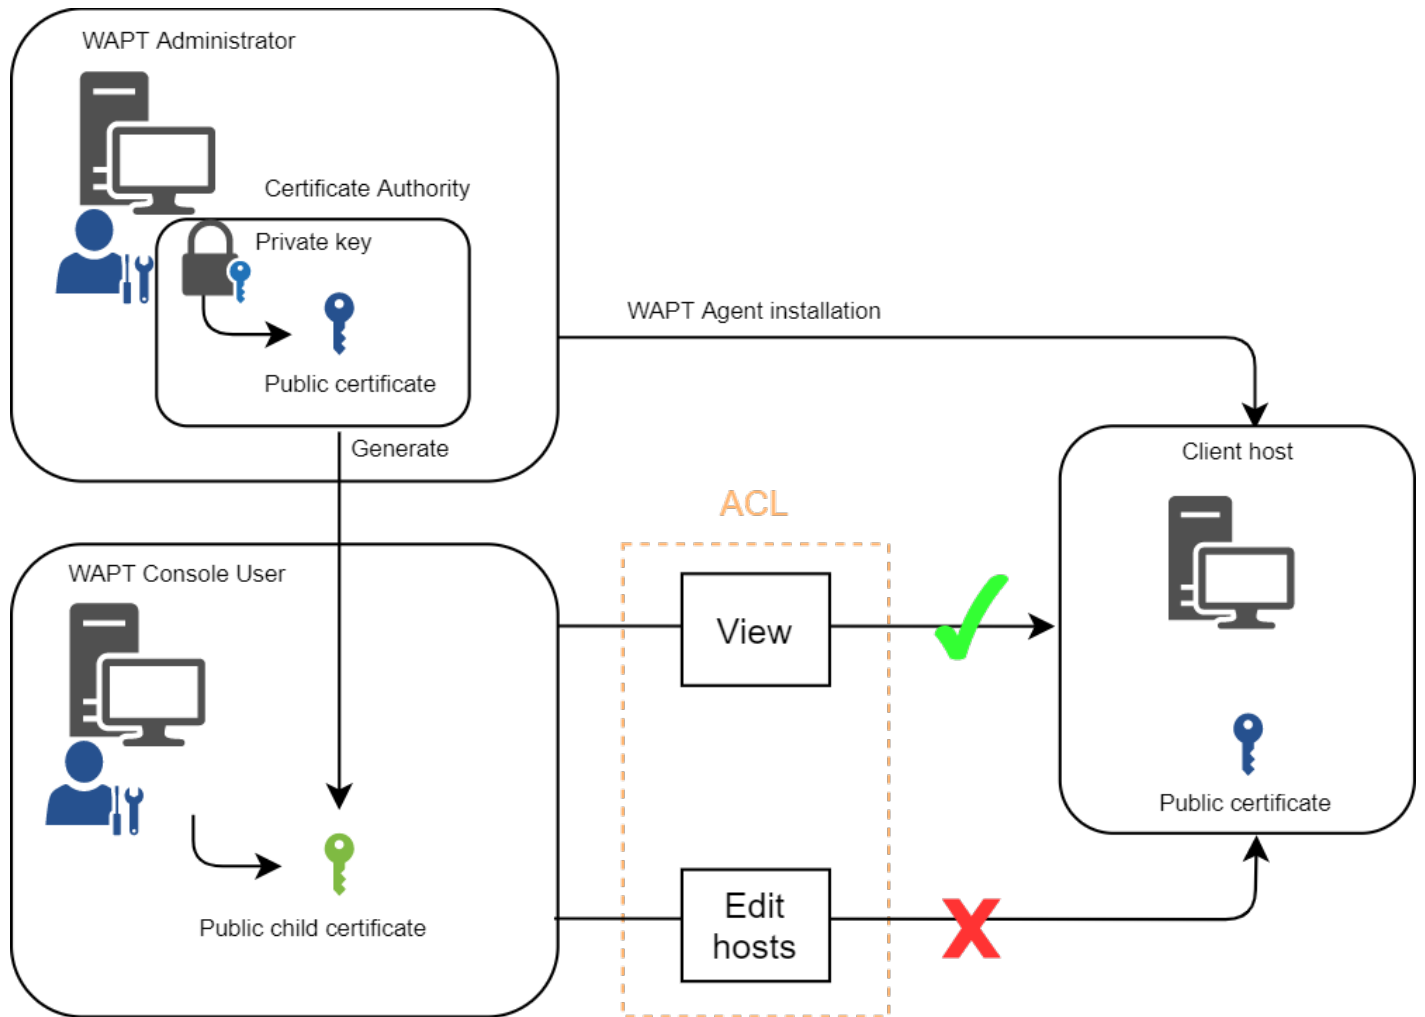 WAPT Administrator
Certificate Authority
Private key
Public certificate
Generate
WAPT Agent installation
Client host
Public certificate
ACL
WAPT Console User
View
Edit
hosts
Public child certificate